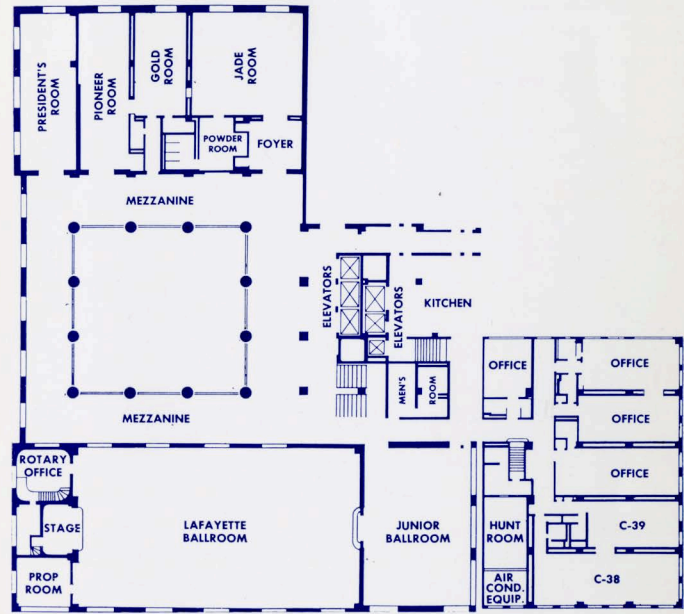 PRESIDENT'S
ROOM
PIONEER
ROOM
GOLD
ROOM
JADE
ROOM
POWDER
ROOM
FOYER
MEZZANINE
ELEVATORS
ELEVATORS
KITCHEN
MEN'S
ROOM
MEZZANINE
OFFICE
OFFICE
OFFICE
OFFICE
ROTARY
OFFICE
STAGE
PROP
ROOM
LAFAYETTE
BALLROOM
JUNIOR
BALLROOM
HUNT
ROOM
AIR
COND.
EQUIP.
C-39
C-38